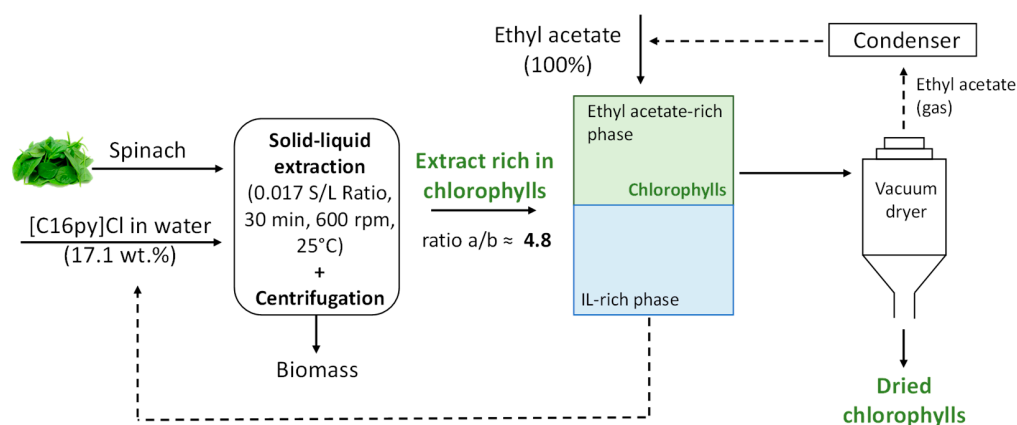 Spinach
[C16py]Cl in water
(17.1 wt.%)
Solid-liquid
extraction
(0.017 S/L Ratio,
30 min, 600 rpm,
25°C)
+
Centrifugation
Biomass
Extract rich in
chlorophylls
ratio a/b ≈ 4.8
Ethyl acetate
(100%)
Ethyl acetate-rich
phase
Chlorophylls
IL-rich phase
Condenser
Ethyl acetate
(gas)
Vacuum
dryer
Dried
chlorophylls